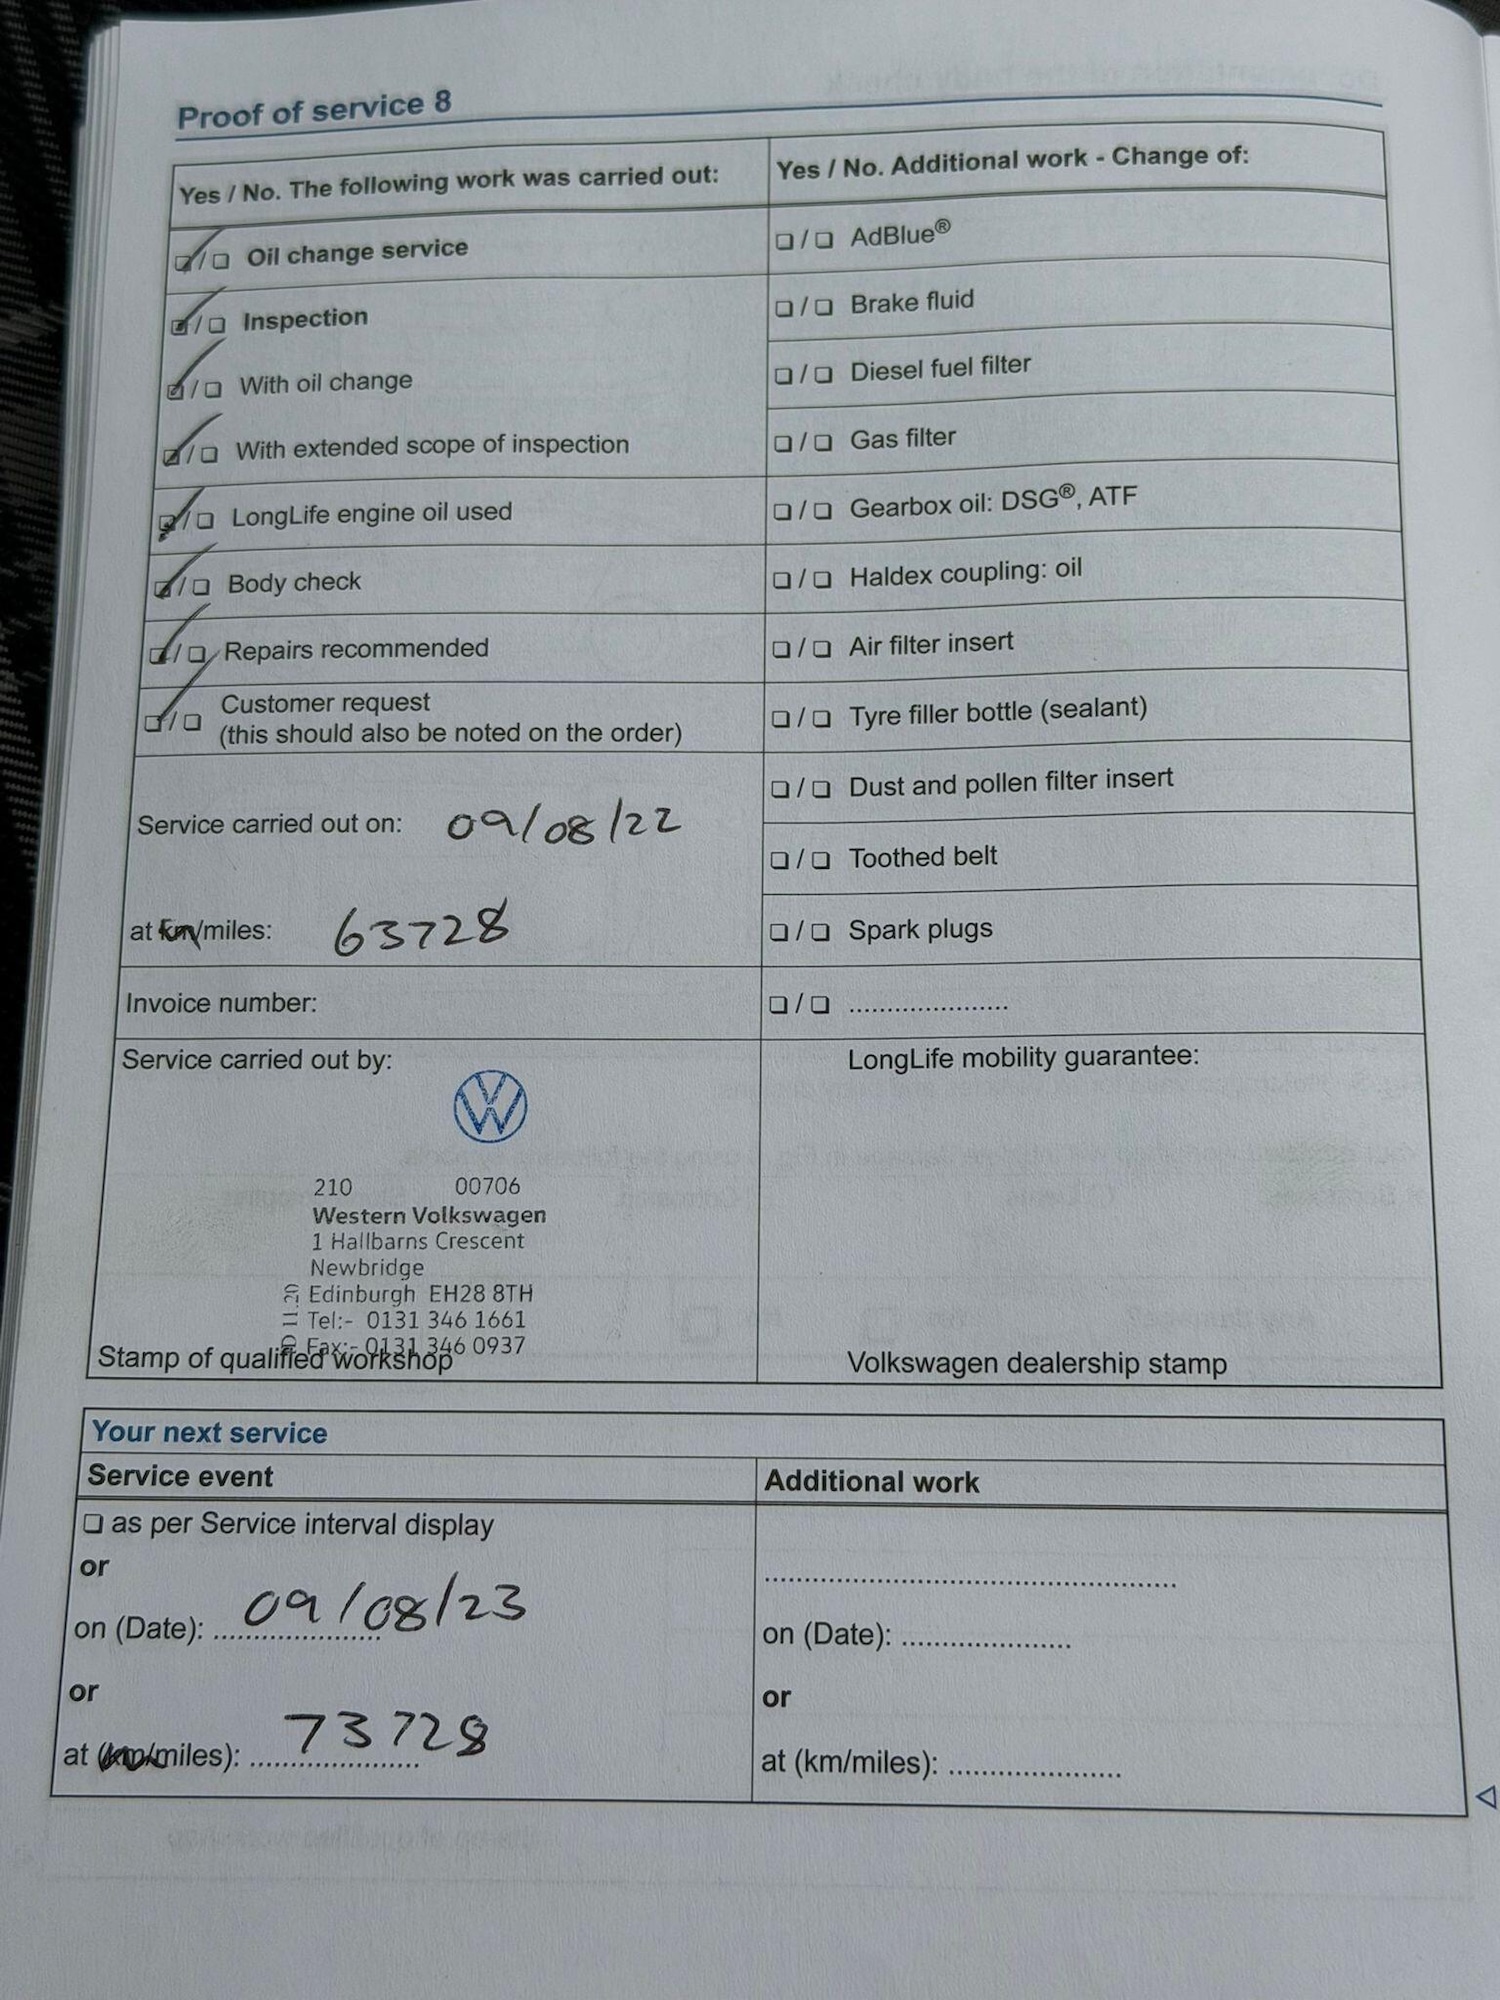 Proof of service 8
Yes / No. The following work was carried out:
☑/☐ Oil change service
☑/☐ Inspection
☑/☐ With oil change
☑/☐ With extended scope of inspection
☑/☐ LongLife engine oil used
☑/☐ Body check
☑/☐ Repairs recommended
☑/☐ Customer request
(this should also be noted on the order)
Service carried out on: 09/08/22
at km/miles: 63728
Invoice number:
Service carried out by:
210 00706
Western Volkswagen
1 Hallbarns Crescent
Newbridge
Edinburgh EH28 8TH
Tel:- 0131 346 1661
Fax:- 0131 346 0937
Stamp of qualified workshop
Yes / No. Additional work - Change of:
☐/☐ AdBlue®
☐/☐ Brake fluid
☐/☐ Diesel fuel filter
☐/☐ Gas filter
☐/☐ Gearbox oil: DSG®, ATF
☐/☐ Haldex coupling: oil
☐/☐ Air filter insert
☐/☐ Tyre filler bottle (sealant)
☐/☐ Dust and pollen filter insert
☐/☐ Toothed belt
☐/☐ Spark plugs
☐/☐ .....................
LongLife mobility guarantee:
Volkswagen dealership stamp
Your next service
Service event
☐ as per Service interval display
or
on (Date): 09/08/23
or
at (km/miles): 73728
Additional work
on (Date): .....................
or
at (km/miles): .....................